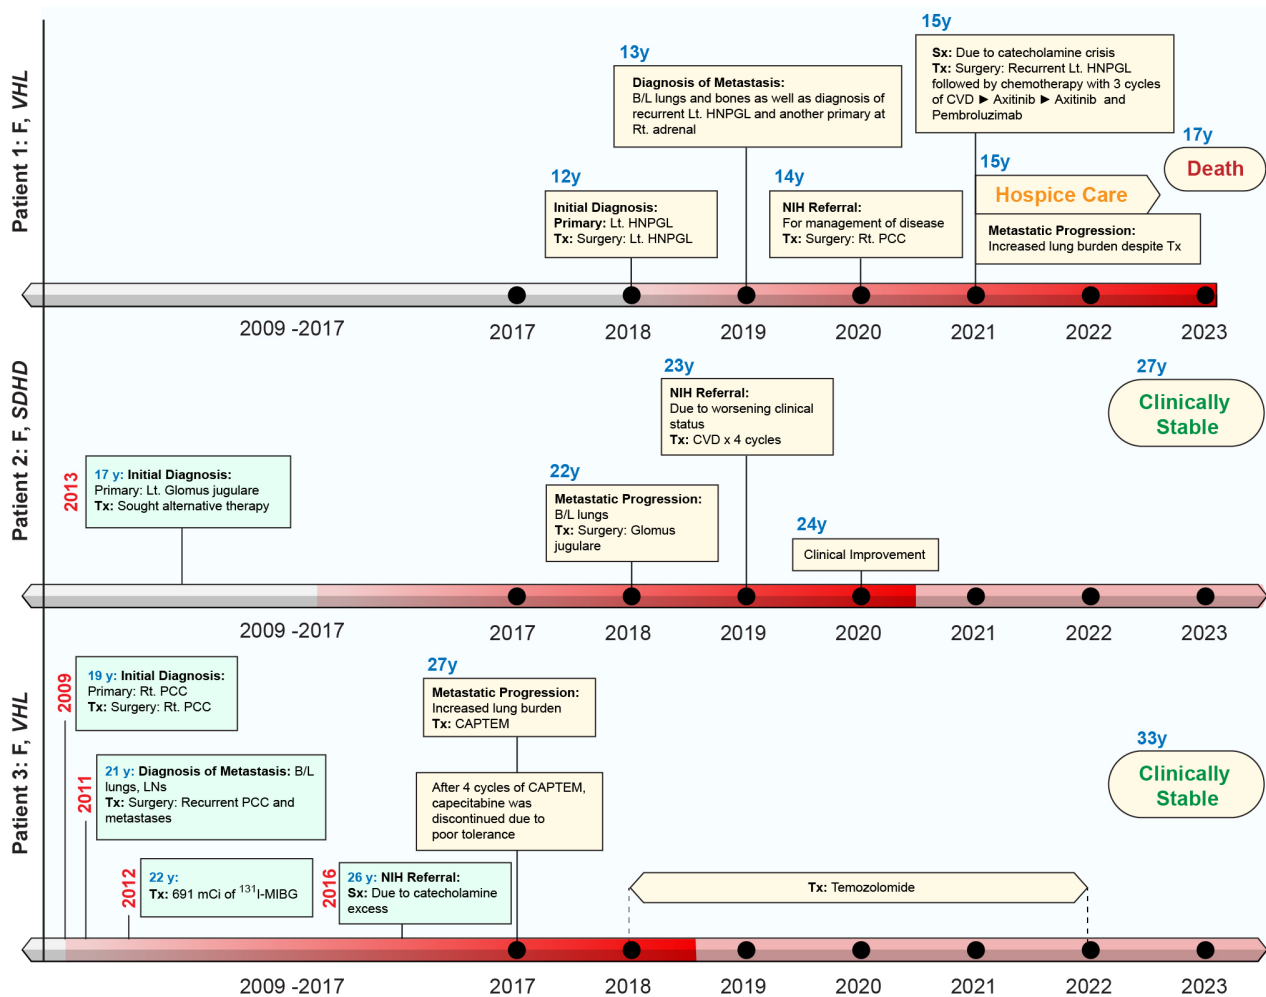 Patient 1: F, VHL
12y
Initial Diagnosis:
Primary: Lt. HNPGL
Tx: Surgery: Lt. HNPGL
13y
Diagnosis of Metastasis:
B/L lungs and bones as well as diagnosis of
recurrent Lt. HNPGL and another primary at
Rt. adrenal
14y
NIH Referral:
For management of disease
Tx: Surgery: Rt. PCC
15y
Sx: Due to catecholamine crisis
Tx: Surgery: Recurrent Lt. HNPGL
followed by chemotherapy with 3 cycles
of CVD ► Axitinib ► Axitinib and
Pembroluzimab
15y
Hospice Care
Metastatic Progression:
Increased lung burden despite Tx
17y
Death
2009 -2017
2017
2018
2019
2020
2021
2022
2023
Patient 2: F, SDHD
2013
17 y: Initial Diagnosis:
Primary: Lt. Glomus jugulare
Tx: Sought alternative therapy
22y
Metastatic Progression:
B/L lungs
Tx: Surgery: Glomus
jugulare
23y
NIH Referral:
Due to worsening clinical
status
Tx: CVD x 4 cycles
24y
Clinical Improvement
27y
Clinically
Stable
2009 -2017
2017
2018
2019
2020
2021
2022
2023
Patient 3: F, VHL
2009
19 y: Initial Diagnosis:
Primary: Rt. PCC
Tx: Surgery: Rt. PCC
2011
21 y: Diagnosis of Metastasis: B/L
lungs, LNs
Tx: Surgery: Recurrent PCC and
metastases
2012
22 y:
Tx: 691 mCi of 131I-MIBG
2016
26 y: NIH Referral:
Sx: Due to catecholamine
excess
27y
Metastatic Progression:
Increased lung burden
Tx: CAPTEM
After 4 cycles of CAPTEM,
capecitabine was
discontinued due to
poor tolerance
Tx: Temozolomide
33y
Clinically
Stable
2009 -2017
2017
2018
2019
2020
2021
2022
2023